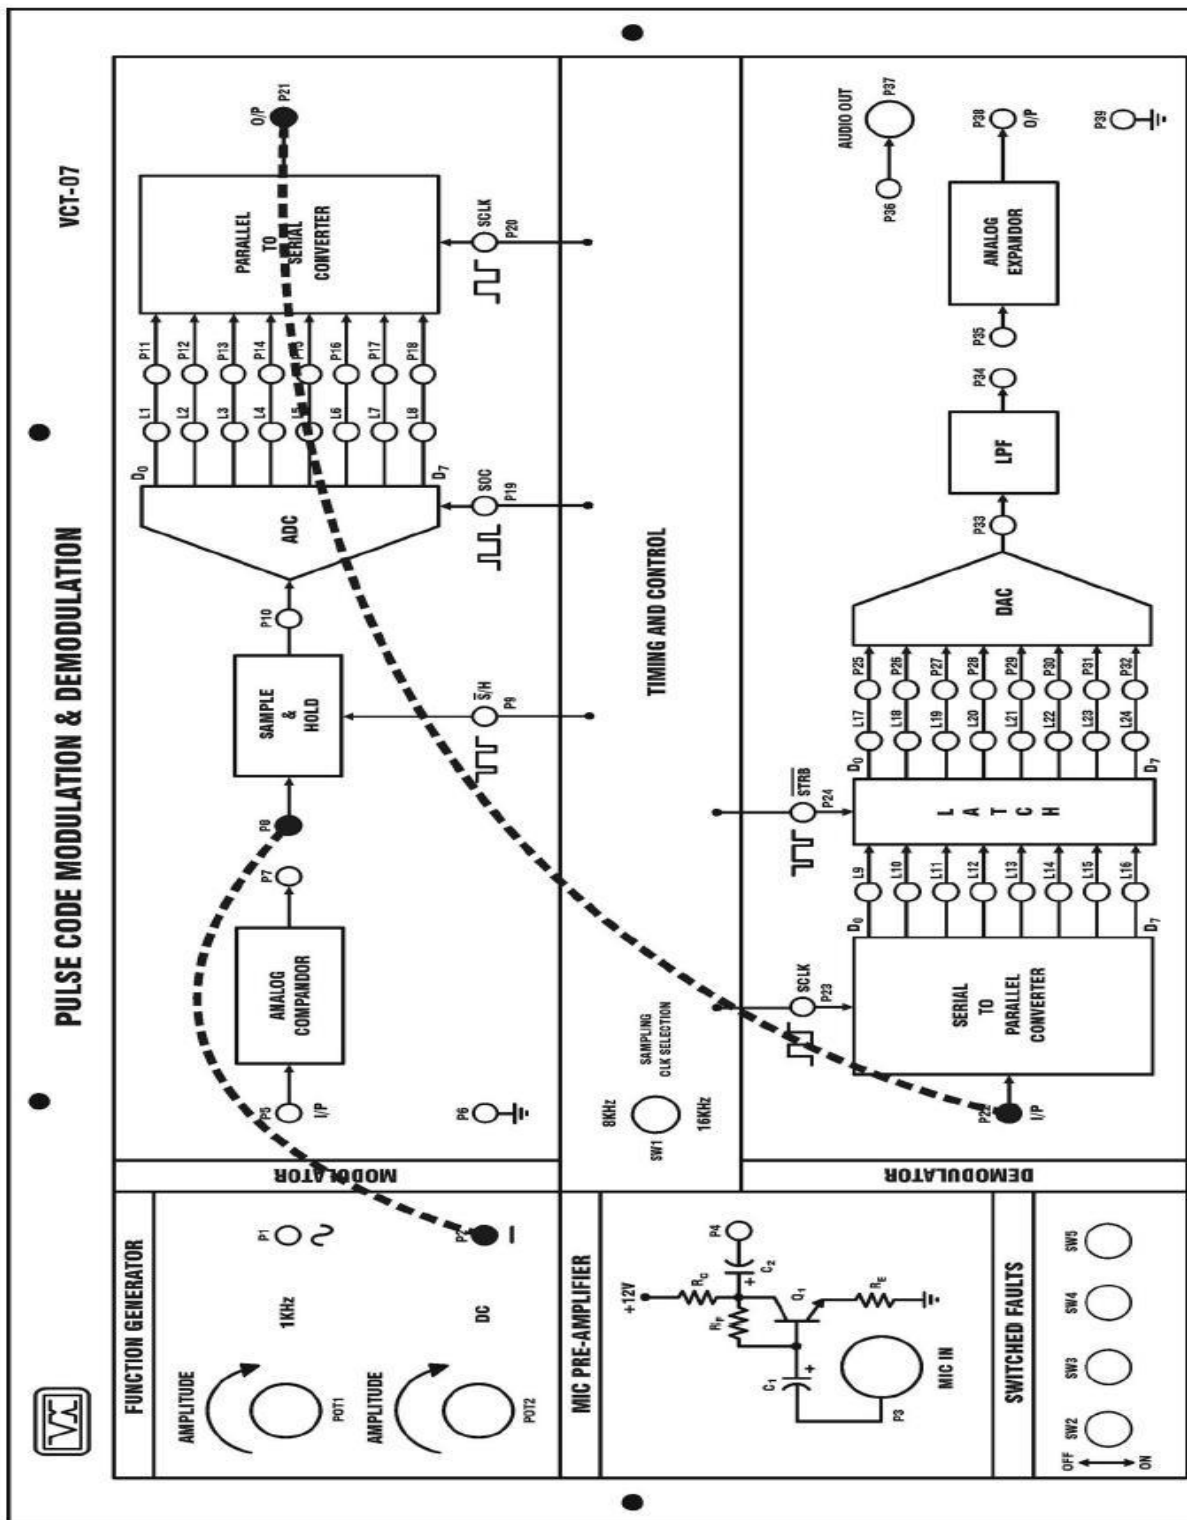 PULSE CODE MODULATION & DEMODULATION
VCT-07
FUNCTION GENERATOR
AMPLITUDE
POT1
1KHz
P1
AMPLITUDE
POT2
DC
P2
MODULATOR
P5
I/P
ANALOG
COMPANDOR
P7
P8
P6
SAMPLE
&
HOLD
S̅/H
P9
P10
ADC
SOC
P19
D0
D7
L1
L2
L3
L4
L5
L6
L7
L8
P11
P12
P13
P14
P15
P16
P17
P18
PARALLEL
TO
SERIAL
CONVERTER
SCLK
P20
O/P
P21
MIC PRE-AMPLIFIER
+12V
RC
RF
C1
+
C2
+
Q1
RE
P4
P3
MIC IN
TIMING AND CONTROL
8KHz
SW1
16KHz
SAMPLING
CLK SELECTION
SWITCHED FAULTS
OFF
ON
SW2
SW3
SW4
SW5
DEMODULATOR
P22
I/P
SCLK
P23
SERIAL
TO
PARALLEL
CONVERTER
D0
D7
L9
L10
L11
L12
L13
L14
L15
L16
STRB
P24
LATCH
D0
D7
L17
L18
L19
L20
L21
L22
L23
L24
P25
P26
P27
P28
P29
P30
P31
P32
DAC
P33
LPF
P34
P35
ANALOG
EXPANDOR
P38
O/P
P36
AUDIO OUT
P37
P39